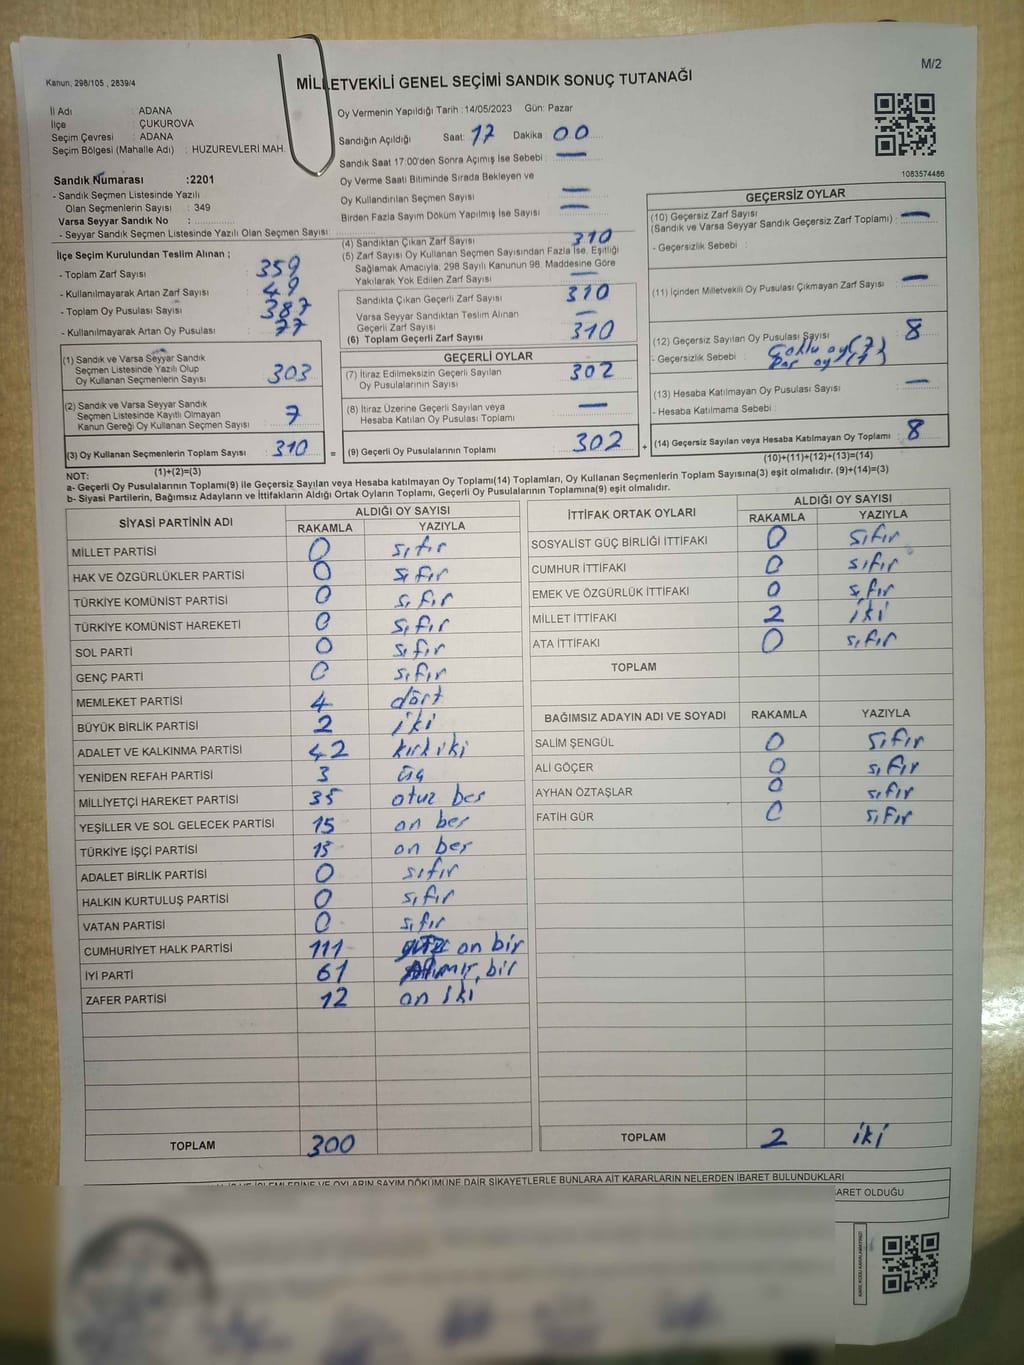 M/2
Kanun, 298/105 , 2839/4
MİLLETVEKİLİ GENEL SEÇİMİ SANDIK SONUÇ TUTANAĞI
İl Adı : ADANA
İlçe : ÇUKUROVA
Seçim Çevresi : ADANA
Seçim Bölgesi (Mahalle Adı) : HUZUREVLERİ MAH.
Oy Vermenin Yapıldığı Tarih :14/05/2023 Gün: Pazar
Sandığın Açıldığı Saat: 17 Dakika 00
Sandık Saat 17:00'den Sonra Açımış İse Sebebi : —
Oy Verme Saati Bitiminde Sırada Bekleyen ve
Oy Kullandırılan Seçmen Sayısı —
Birden Fazla Sayım Döküm Yapılmış İse Sayısı —
1083574486
Sandık Numarası :2201
- Sandık Seçmen Listesinde Yazılı
Olan Seçmenlerin Sayısı : 349
Varsa Seyyar Sandık No :
- Seyyar Sandık Seçmen Listesinde Yazılı Olan Seçmen Sayısı :
İlçe Seçim Kurulundan Teslim Alınan ;
- Toplam Zarf Sayısı 359
- Kullanılmayarak Artan Zarf Sayısı 49
- Toplam Oy Pusulası Sayısı 387
- Kullanılmayarak Artan Oy Pusulası 77
(1) Sandık ve Varsa Seyyar Sandık
Seçmen Listesinde Yazılı Olup
Oy Kullanan Seçmenlerin Sayısı 303
(2) Sandık ve Varsa Seyyar Sandık
Seçmen Listesinde Kayıtlı Olmayan
Kanun Gereği Oy Kullanan Seçmen Sayısı 7
(3) Oy Kullanan Seçmenlerin Toplam Sayısı 310
(1)+(2)=(3)
(4) Sandıktan Çıkan Zarf Sayısı 310
(5) Zarf Sayısı Oy Kullanan Seçmen Sayısından Fazla İse, Eşitliği
Sağlamak Amacıyla, 298 Sayılı Kanunun 98. Maddesine Göre
Yakılarak Yok Edilen Zarf Sayısı —
Sandıkta Çıkan Geçerli Zarf Sayısı 310
Varsa Seyyar Sandıktan Teslim Alınan
Geçerli Zarf Sayısı —
(6) Toplam Geçerli Zarf Sayısı 310
GEÇERLİ OYLAR
(7) İtiraz Edilmeksizin Geçerli Sayılan
Oy Pusulalarının Sayısı 302
(8) İtiraz Üzerine Geçerli Sayılan veya
Hesaba Katılan Oy Pusulası Toplamı —
= (9) Geçerli Oy Pusulalarının Toplamı 302 +
GEÇERSİZ OYLAR
(10) Geçersiz Zarf Sayısı
(Sandık ve Varsa Seyyar Sandık Geçersiz Zarf Toplamı) : —
- Geçersizlik Sebebi :
(11) İçinden Milletvekili Oy Pusulası Çıkmayan Zarf Sayısı : —
(12) Geçersiz Sayılan Oy Pusulası Sayısı : 8
- Geçersizlik Sebebi : Çoklu oy(7)
oy (1)
(13) Hesaba Katılmayan Oy Pusulası Sayısı : —
- Hesaba Katılmama Sebebi :
(14) Geçersiz Sayılan veya Hesaba Katılmayan Oy Toplamı : 8
(10)+(11)+(12)+(13)=(14)
NOT:
a- Geçerli Oy Pusulalarının Toplamı(9) ile Geçersiz Sayılan veya Hesaba katılmayan Oy Toplamı(14) Toplamları, Oy Kullanan Seçmenlerin Toplam Sayısına(3) eşit olmalıdır. (9)+(14)=(3)
b- Siyasi Partilerin, Bağımsız Adayların ve İttifakların Aldığı Ortak Oyların Toplamı, Geçerli Oy Pusulalarının Toplamına(9) eşit olmalıdır.
SİYASİ PARTİNİN ADI ALDIĞI OY SAYISI
RAKAMLA YAZIYLA
MİLLET PARTİSİ 0 sıfır
HAK VE ÖZGÜRLÜKLER PARTİSİ 0 sıfır
TÜRKİYE KOMÜNİST PARTİSİ 0 sıfır
TÜRKİYE KOMÜNİST HAREKETİ 0 sıfır
SOL PARTİ 0 sıfır
GENÇ PARTİ 0 sıfır
MEMLEKET PARTİSİ 4 dört
BÜYÜK BİRLİK PARTİSİ 2 iki
ADALET VE KALKINMA PARTİSİ 42 kırk iki
YENİDEN REFAH PARTİSİ 3 üç
MİLLİYETÇİ HAREKET PARTİSİ 35 otuz beş
YEŞİLLER VE SOL GELECEK PARTİSİ 15 on beş
TÜRKİYE İŞÇİ PARTİSİ 15 on beş
ADALET BİRLİK PARTİSİ 0 sıfır
HALKIN KURTULUŞ PARTİSİ 0 sıfır
VATAN PARTİSİ 0 sıfır
CUMHURİYET HALK PARTİSİ 111 yüz on bir
İYİ PARTİ 61 Altmış bir
ZAFER PARTİSİ 12 on iki
TOPLAM 300
İTTİFAK ORTAK OYLARI ALDIĞI OY SAYISI
RAKAMLA YAZIYLA
SOSYALİST GÜÇ BİRLİĞİ İTTİFAKI 0 sıfır
CUMHUR İTTİFAKI 0 sıfır
EMEK VE ÖZGÜRLÜK İTTİFAKI 0 sıfır
MİLLET İTTİFAKI 2 iki
ATA İTTİFAKI 0 sıfır
TOPLAM
BAĞIMSIZ ADAYIN ADI VE SOYADI RAKAMLA YAZIYLA
SALİM ŞENGÜL 0 sıfır
ALİ GÖÇER 0 sıfır
AYHAN ÖZTAŞLAR 0 sıfır
FATİH GÜR 0 sıfır
TOPLAM 2 iki
OYLARIN SAYIM DÖKÜMÜNE DAİR ŞİKAYETLERLE BUNLARA AİT KARARLARIN NELERDEN İBARET BULUNDUKLARI
OLDUĞU